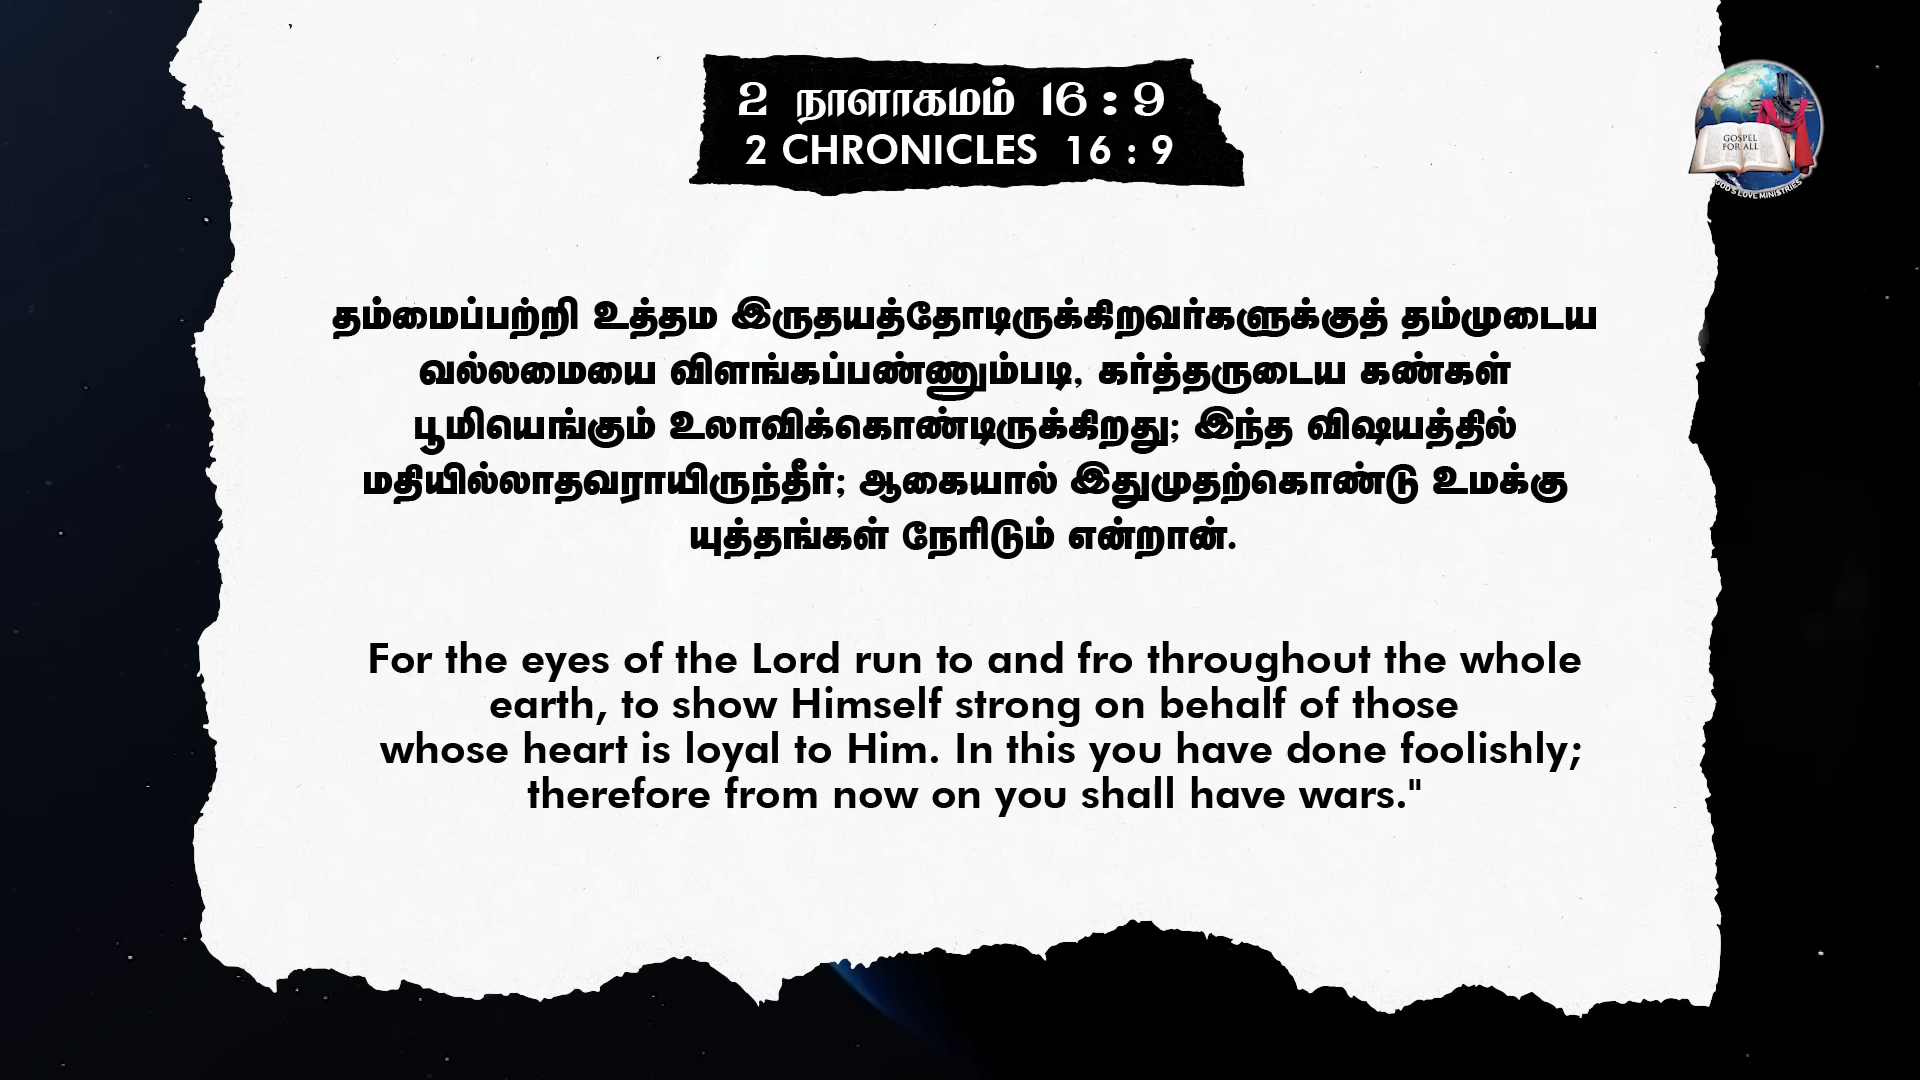 2 நாளாகமம் 16 : 9
2 CHRONICLES 16 : 9
GOSPEL
FOR ALL
GOD'S LOVE MINISTRIES
தம்மைப்பற்றி உத்தம இருதயத்தோடிருக்கிறவர்களுக்குத் தம்முடைய
வல்லமையை விளங்கப்பண்ணும்படி, கர்த்தருடைய கண்கள்
பூமியெங்கும் உலாவிக்கொண்டிருக்கிறது; இந்த விஷயத்தில்
மதியில்லாதவராயிருந்தீர்; ஆகையால் இதுமுதற்கொண்டு உமக்கு
யுத்தங்கள் நேரிடும் என்றான்.
For the eyes of the Lord run to and fro throughout the whole
earth, to show Himself strong on behalf of those
whose heart is loyal to Him. In this you have done foolishly;
therefore from now on you shall have wars."